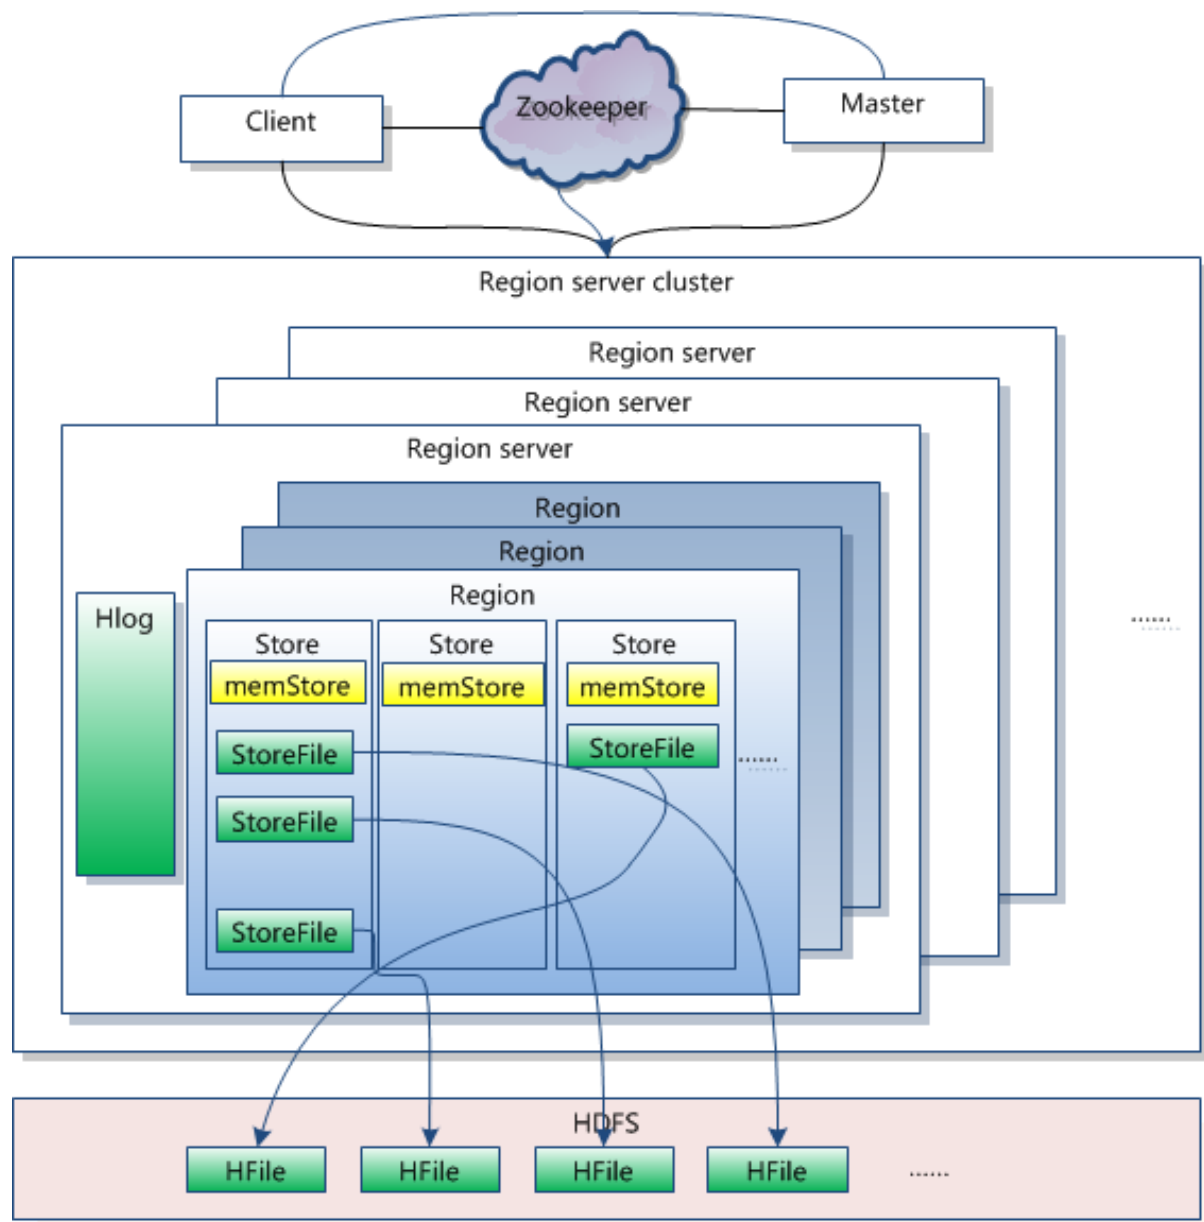 Client
Zookeeper
Master
Region server cluster
Region server
Region server
Region server
Region
Region
Region
Hlog
Store
Store
Store
memStore
memStore
memStore
StoreFile
StoreFile
......
StoreFile
StoreFile
......
HDFS
HFile
HFile
HFile
HFile
......